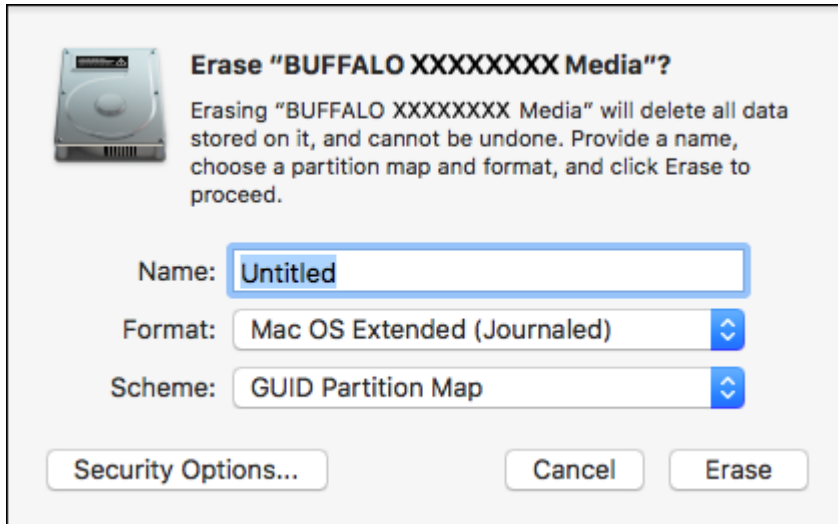 Erase “BUFFALO XXXXXXXX Media”?
Erasing “BUFFALO XXXXXXXX Media” will delete all data
stored on it, and cannot be undone. Provide a name,
choose a partition map and format, and click Erase to
proceed.
Name: Untitled
Format: Mac OS Extended (Journaled)
Scheme: GUID Partition Map
Security Options... Cancel Erase